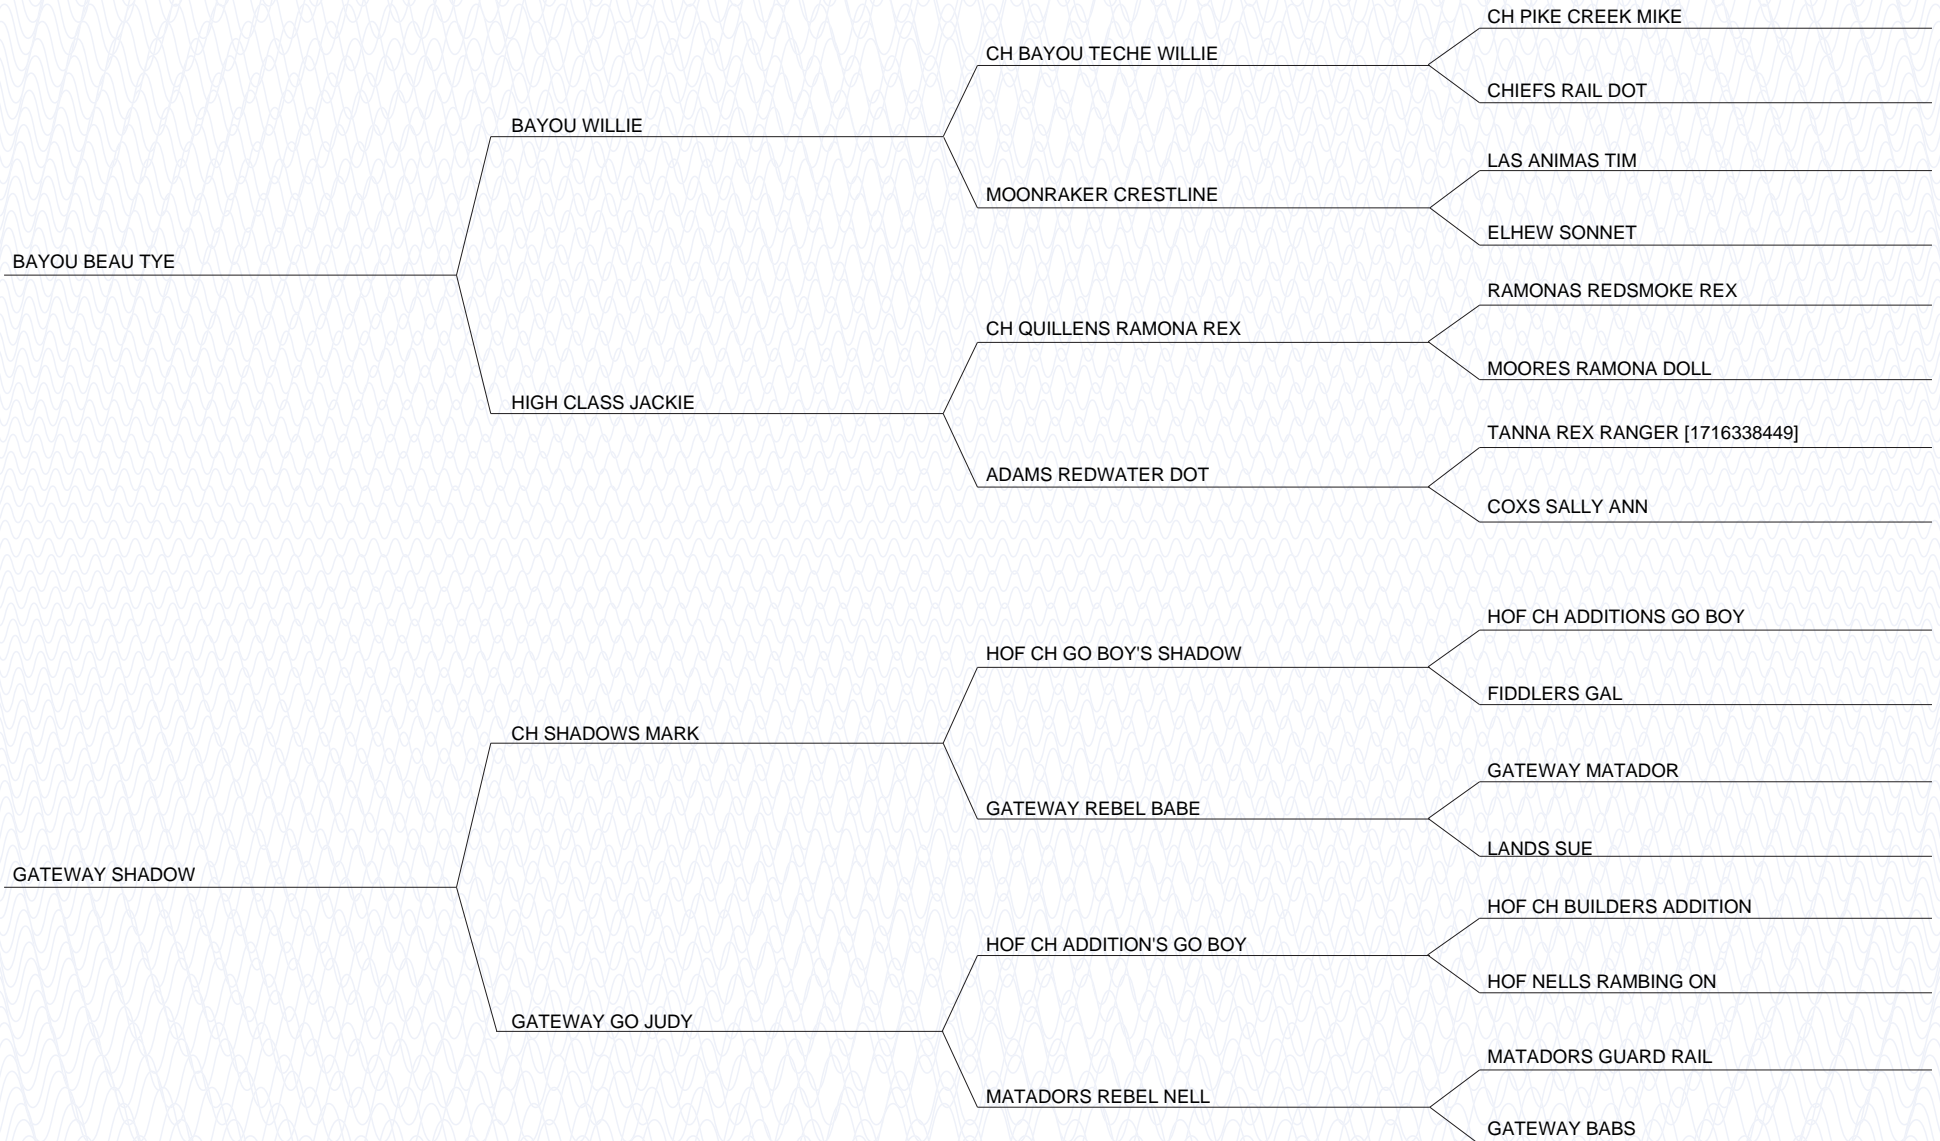 CH PIKE CREEK MIKE
CH BAYOU TECHE WILLIE
CHIEFS RAIL DOT
BAYOU WILLIE
LAS ANIMAS TIM
MOONRAKER CRESTLINE
ELHEW SONNET
BAYOU BEAU TYE
RAMONAS REDSMOKE REX
CH QUILLENS RAMONA REX
MOORES RAMONA DOLL
HIGH CLASS JACKIE
TANNA REX RANGER [1716338449]
ADAMS REDWATER DOT
COXS SALLY ANN
HOF CH ADDITIONS GO BOY
HOF CH GO BOY'S SHADOW
FIDDLERS GAL
CH SHADOWS MARK
GATEWAY MATADOR
GATEWAY REBEL BABE
LANDS SUE
GATEWAY SHADOW
HOF CH BUILDERS ADDITION
HOF CH ADDITION'S GO BOY
HOF NELLS RAMBING ON
GATEWAY GO JUDY
MATADORS GUARD RAIL
MATADORS REBEL NELL
GATEWAY BABS